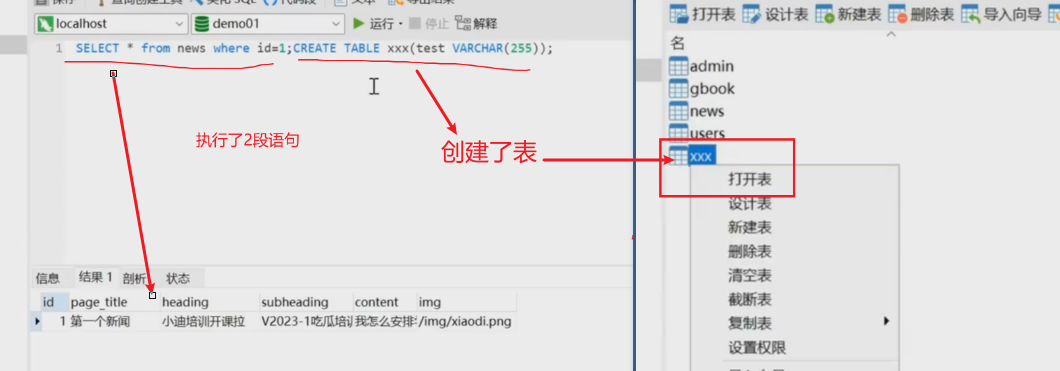 localhost
demo01
运行
停止
解释
1 SELECT * from news where id=1;CREATE TABLE xxx(test VARCHAR(255));
执行了2段语句
创建了表
信息
结果 1
剖析
状态
id page_title heading subheading content img
1 第一个新闻 小迪培训开课拉 V2023-1吃瓜培训 我怎么安排 /img/xiaodi.png
打开表 设计表 新建表 删除表 导入向导
名
admin
gbook
news
users
xxx
打开表
设计表
新建表
删除表
清空表
截断表
复制表
设置权限